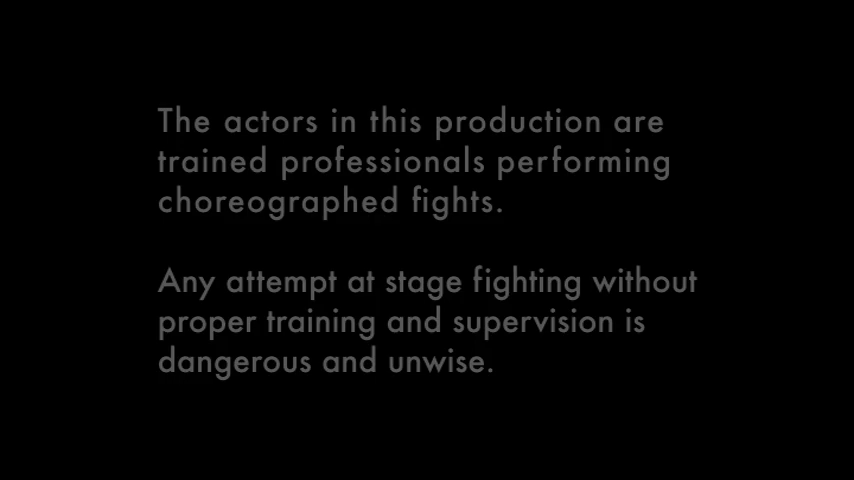 The actors in this production are
trained professionals performing
choreographed fights.
Any attempt at stage fighting without
proper training and supervision is
dangerous and unwise.